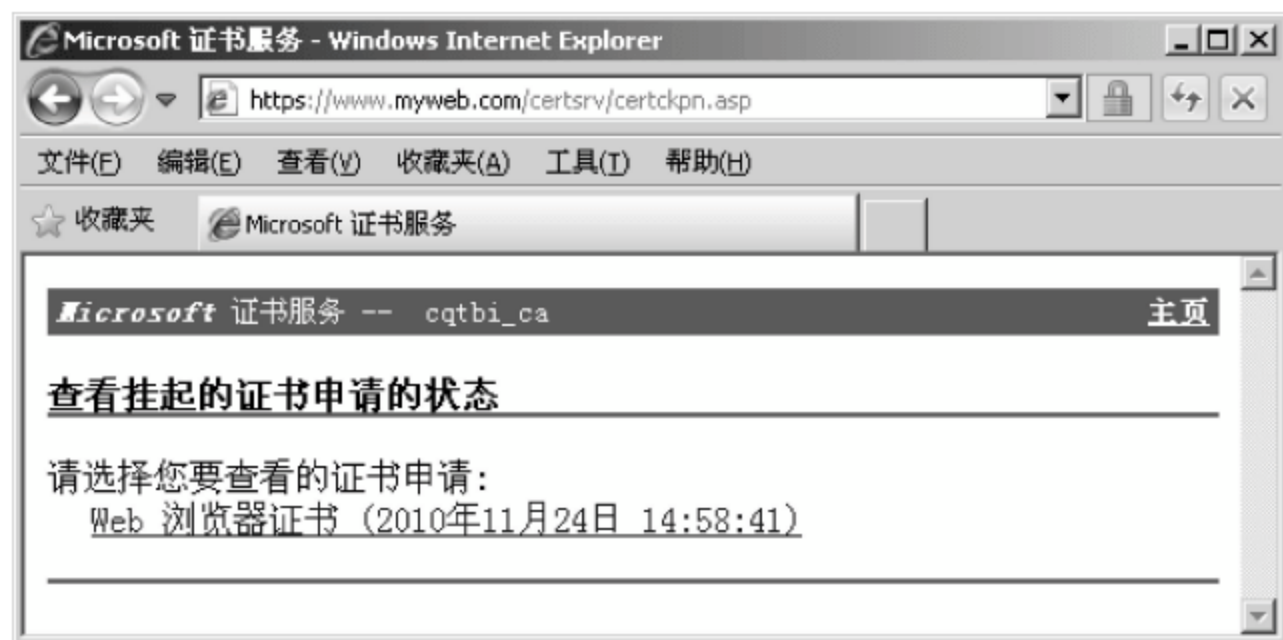 Microsoft 证书服务 - Windows Internet Explorer
https://www.myweb.com/certsrv/certckpn.asp
文件(F) 编辑(E) 查看(V) 收藏夹(A) 工具(T) 帮助(H)
收藏夹 Microsoft 证书服务
Microsoft 证书服务 -- cqtbi_ca 主页
查看挂起的证书申请的状态
请选择您要查看的证书申请:
Web 浏览器证书 (2010年11月24日 14:58:41)